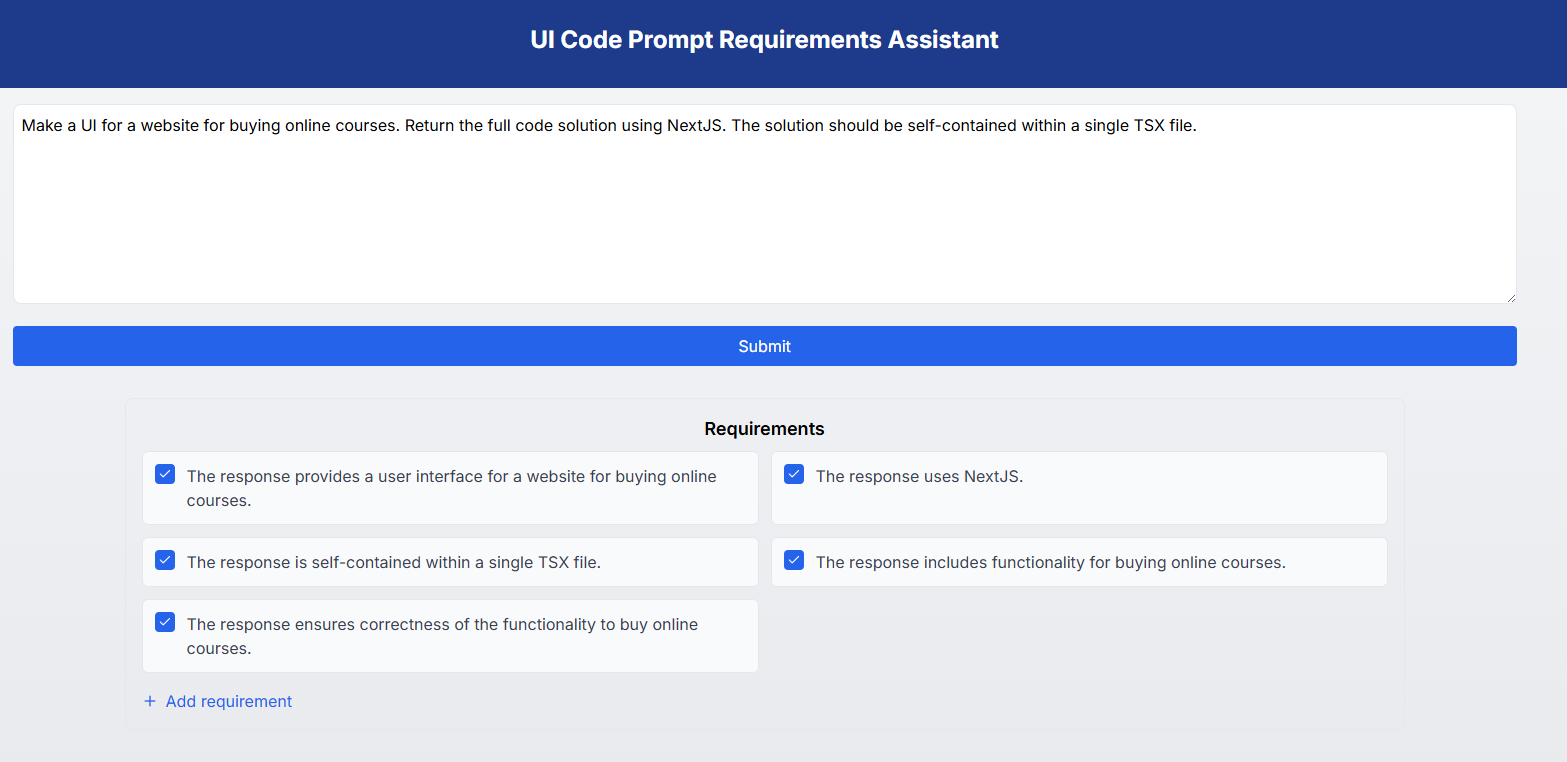 UI Code Prompt Requirements Assistant
Make a UI for a website for buying online courses. Return the full code solution using NextJS. The solution should be self-contained within a single TSX file.
Submit
Requirements
The response provides a user interface for a website for buying online
courses.
The response uses NextJS.
The response is self-contained within a single TSX file.
The response includes functionality for buying online courses.
The response ensures correctness of the functionality to buy online
courses.
+ Add requirement